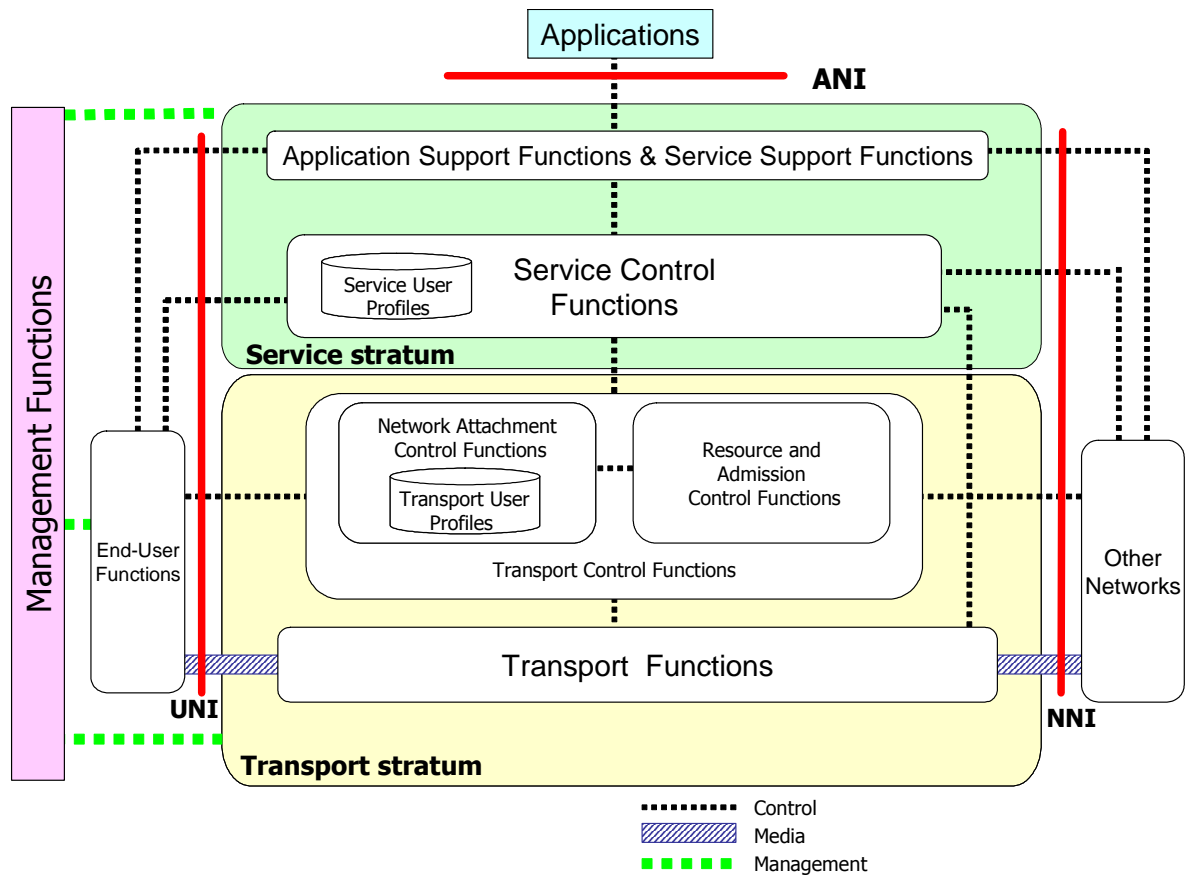 Applications
ANI
Application Support Functions & Service Support Functions
Management Functions
Service Control
Functions
Service User
Profiles
Service stratum
Network Attachment
Control Functions
Transport User
Profiles
Resource and
Admission
Control Functions
Transport Control Functions
End-User
Functions
Other
Networks
Transport Functions
UNI
NNI
Transport stratum
Control
Media
Management